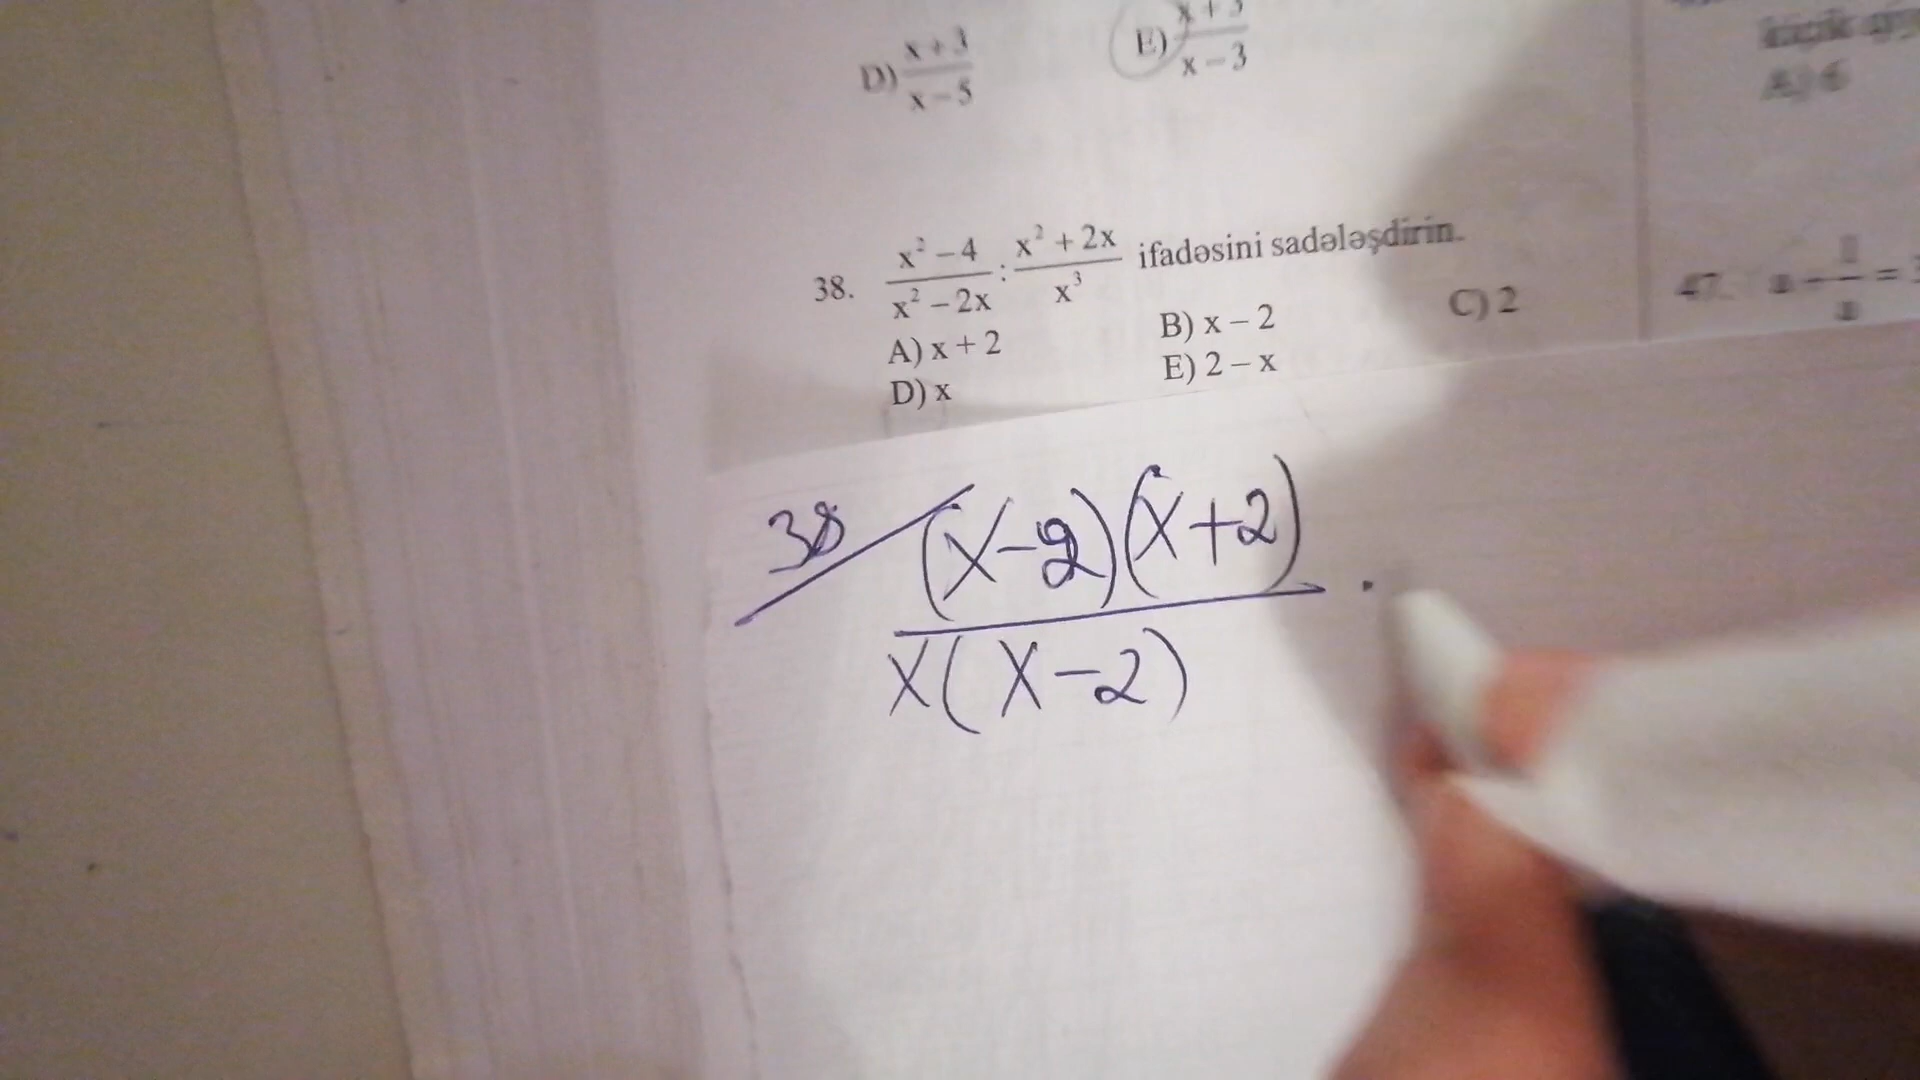 D) x + 3 / x − 5 E) x + 3 / x − 3
38. x² − 4 / x² − 2x : x² + 2x / x³ ifadəsini sadələşdirin.
A) x + 2 B) x − 2 C) 2
D) x E) 2 − x
47.
38 (x−2)(x+2) / x(x−2) ·